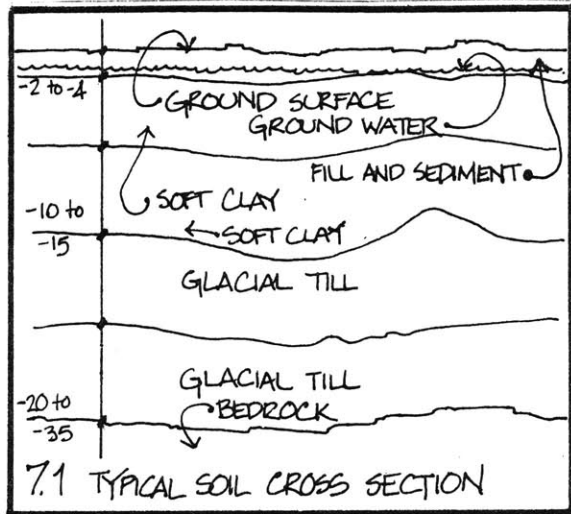 -2 to -4
GROUND SURFACE
GROUND WATER
FILL AND SEDIMENT
SOFT CLAY
-10 to
-15
SOFT CLAY
GLACIAL TILL
GLACIAL TILL
-20 to
-35
BEDROCK
7.1 TYPICAL SOIL CROSS SECTION